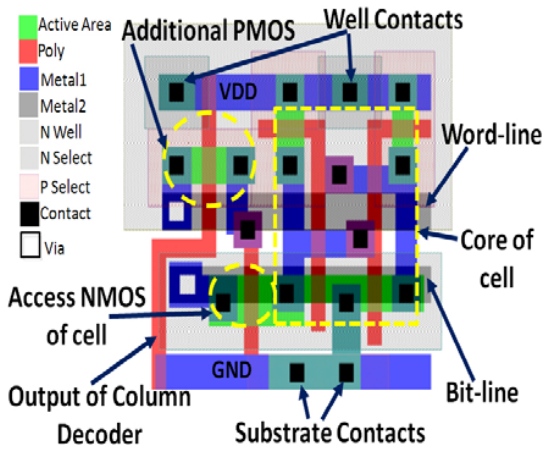 Active Area
Poly
Metal1
Metal2
N Well
N Select
P Select
Contact
Via
Additional PMOS
Well Contacts
VDD
Word-line
Core of
cell
Access NMOS
of cell
GND
Bit-line
Output of Column
Decoder
Substrate Contacts